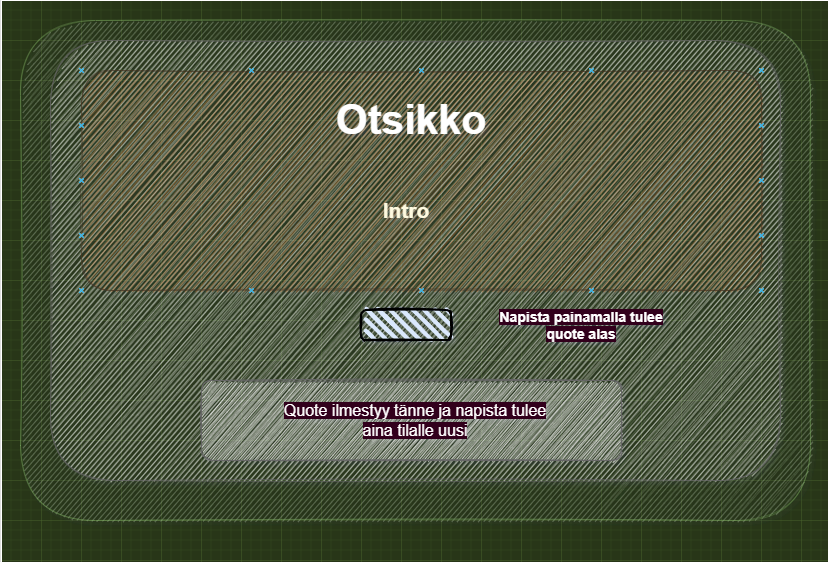 Otsikko
Intro
Napista painamalla tulee
quote alas
Quote ilmestyy tänne ja napista tulee
aina tilalle uusi